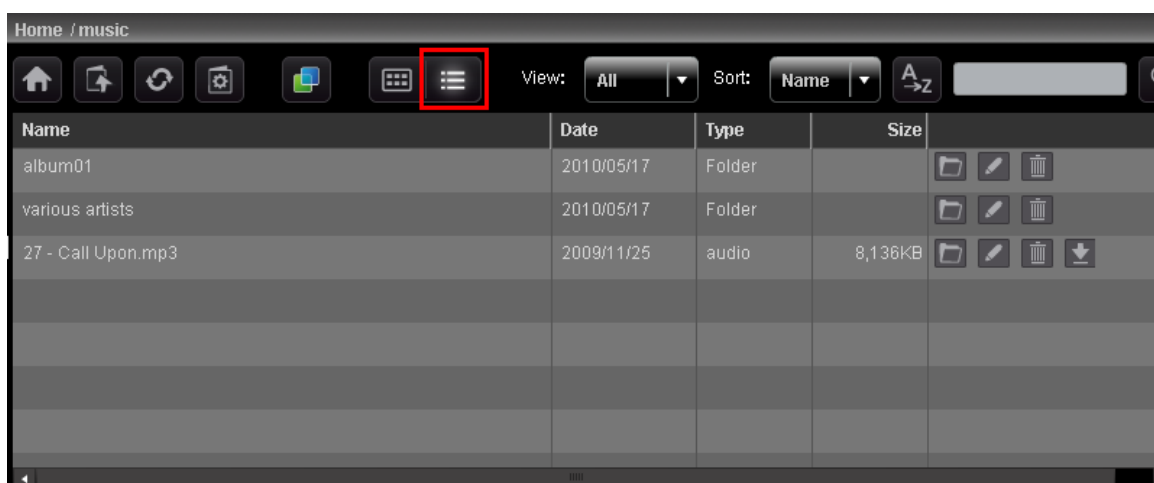 Home / music
View: All Sort: Name A→Z
Name Date Type Size
album01 2010/05/17 Folder
various artists 2010/05/17 Folder
27 - Call Upon.mp3 2009/11/25 audio 8,136KB